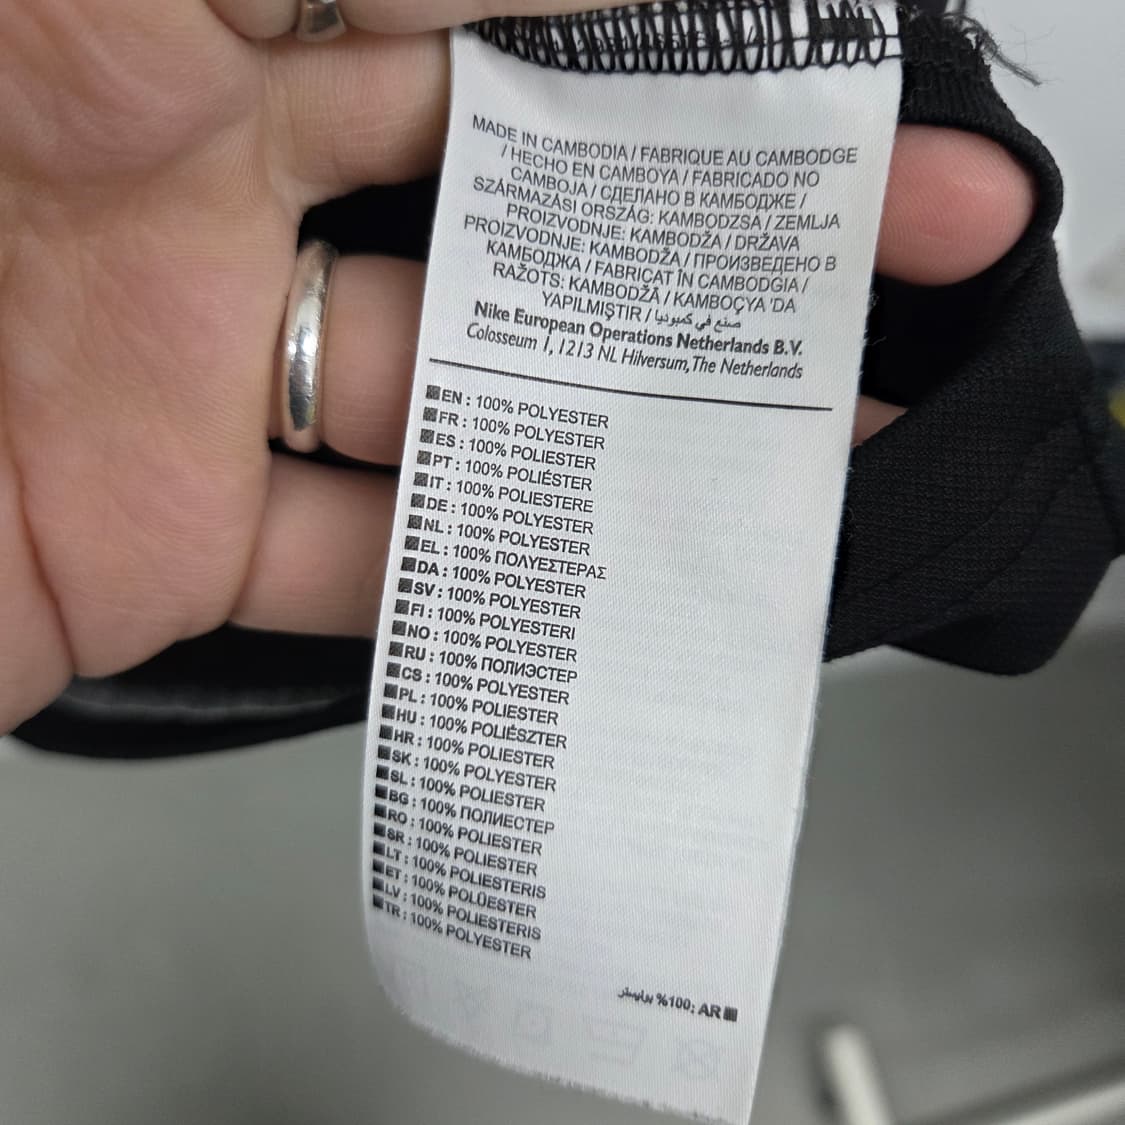 MADE IN CAMBODIA / FABRIQUE AU CAMBODGE
/ HECHO EN CAMBOYA / FABRICADO NO
CAMBOJA / СДЕЛАНО В КАМБОДЖЕ /
SZÁRMAZÁSI ORSZÁG: KAMBODZSA / ZEMLJA
PROIZVODNJE: KAMBODŽA / DRŽAVA
PROIZVODNJE: KAMBODŽA / ПРОИЗВЕДЕНО В
КАМБОДЖА / FABRICAT ÎN CAMBODGIA /
RAŽOTS: KAMBODŽĀ / KAMBOÇYA 'DA
YAPILMIŞTIR / صنع في كمبوديا
Nike European Operations Netherlands B.V.
Colosseum 1, 1213 NL Hilversum, The Netherlands
EN : 100% POLYESTER
FR : 100% POLYESTER
ES : 100% POLIESTER
PT : 100% POLIÉSTER
IT : 100% POLIESTERE
DE : 100% POLYESTER
NL : 100% POLYESTER
EL : 100% ΠΟΛΥΕΣΤΕΡΑΣ
DA : 100% POLYESTER
SV : 100% POLYESTER
FI : 100% POLYESTERI
NO : 100% POLYESTER
RU : 100% ПОЛИЭСТЕР
CS : 100% POLYESTER
PL : 100% POLIESTER
HU : 100% POLIÉSZTER
HR : 100% POLIESTER
SK : 100% POLYESTER
SL : 100% POLIESTER
BG : 100% ПОЛИЕСТЕР
RO : 100% POLIESTER
SR : 100% POLIESTER
LT : 100% POLIESTERIS
ET : 100% POLÜESTER
LV : 100% POLIESTERIS
TR : 100% POLYESTER
AR :100%